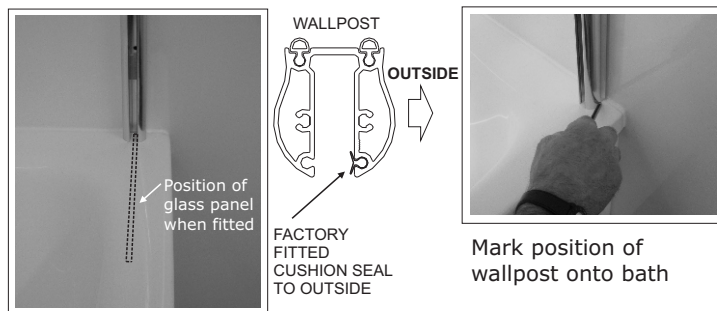 WALLPOST
OUTSIDE
Position of
glass panel
when fitted
FACTORY
FITTED
CUSHION SEAL
TO OUTSIDE
Mark position of
wallpost onto bath